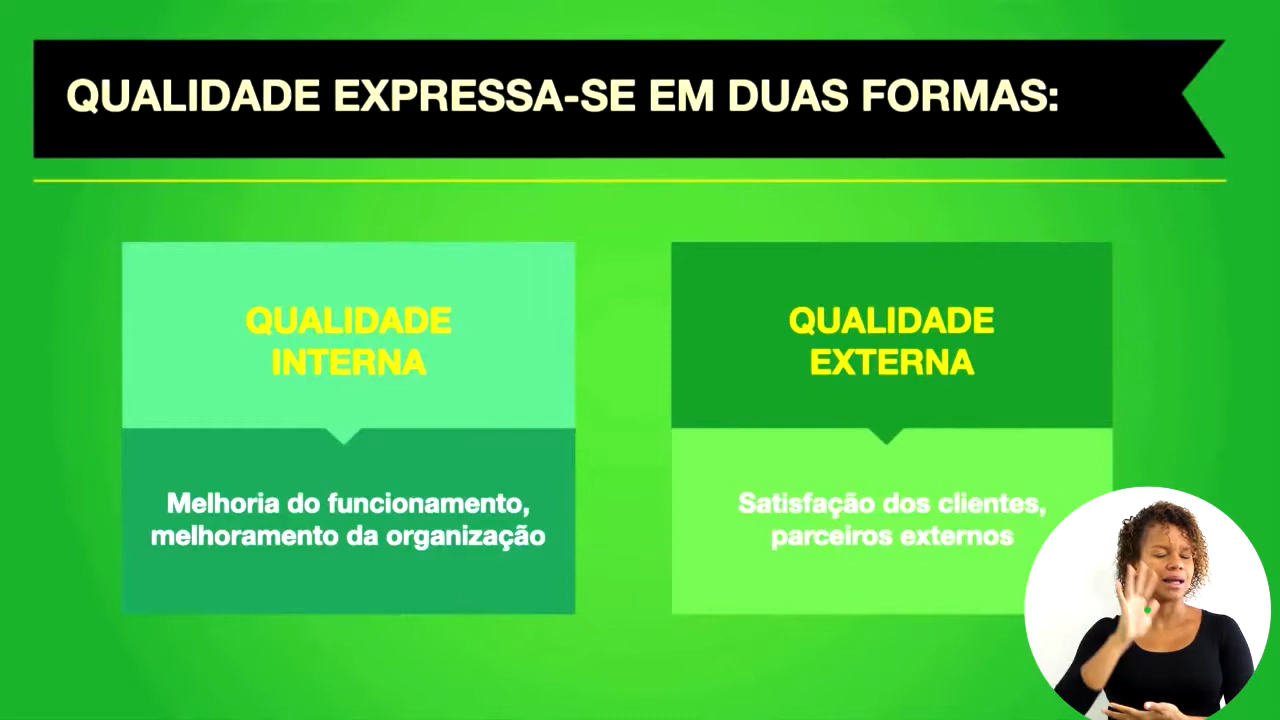 QUALIDADE EXPRESSA-SE EM DUAS FORMAS:
QUALIDADE
INTERNA
Melhoria do funcionamento,
melhoramento da organização
QUALIDADE
EXTERNA
Satisfação dos clientes,
parceiros externos